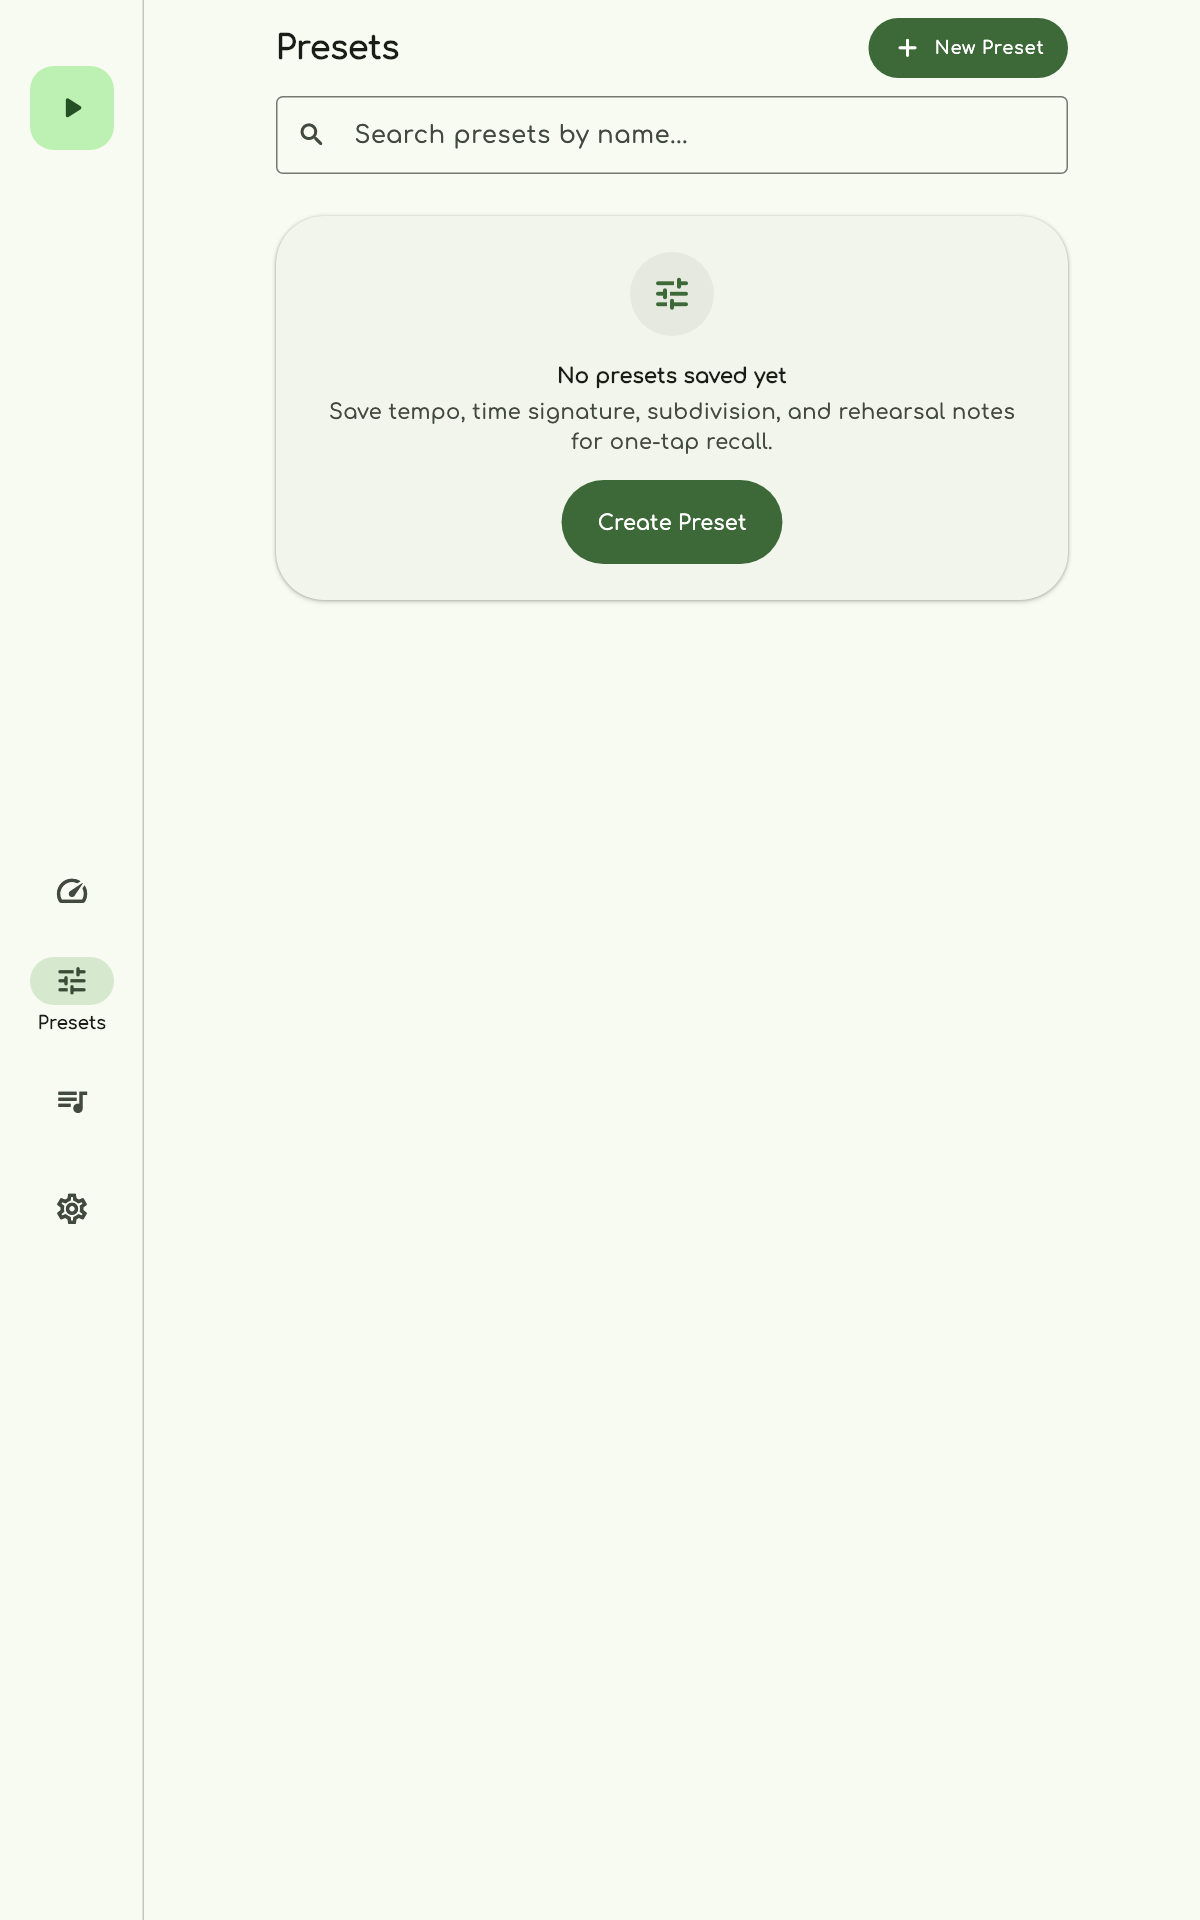 Presets
New Preset
Search presets by name...
No presets saved yet
Save tempo, time signature, subdivision, and rehearsal notes
for one-tap recall.
Create Preset
Presets